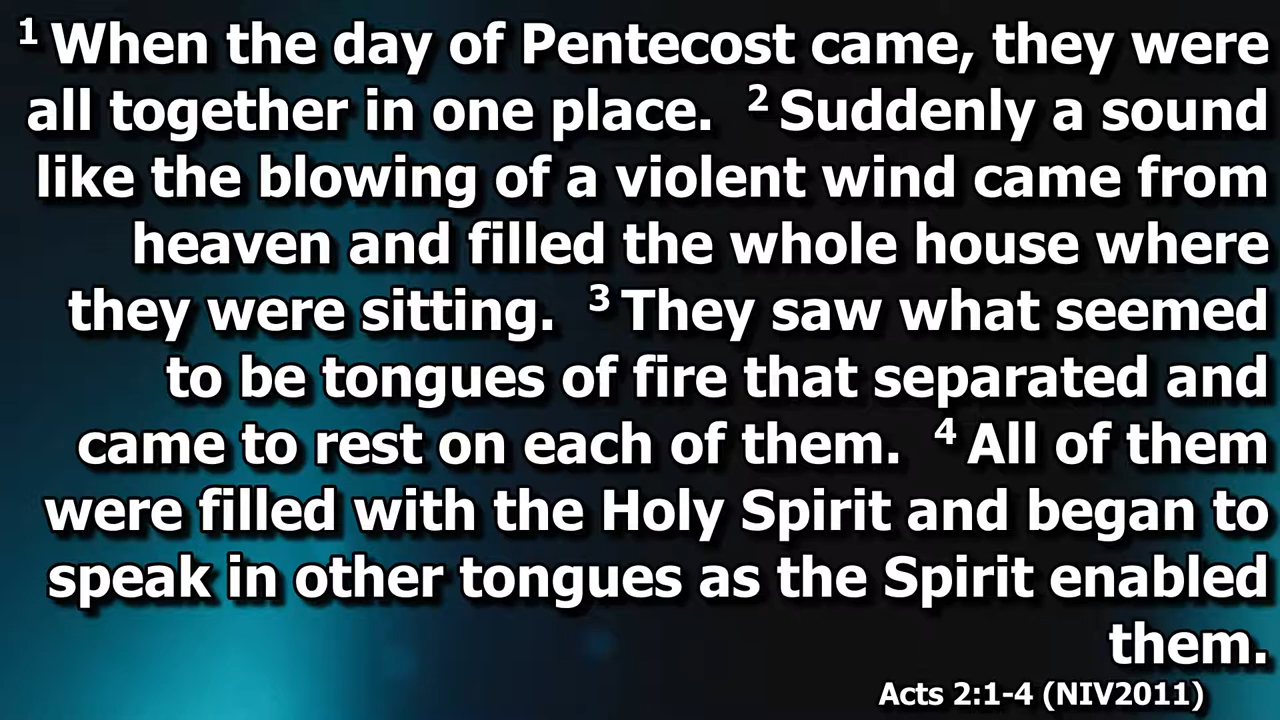 1 When the day of Pentecost came, they were
all together in one place. 2 Suddenly a sound
like the blowing of a violent wind came from
heaven and filled the whole house where
they were sitting. 3 They saw what seemed
to be tongues of fire that separated and
came to rest on each of them. 4 All of them
were filled with the Holy Spirit and began to
speak in other tongues as the Spirit enabled
them.
Acts 2:1-4 (NIV2011)